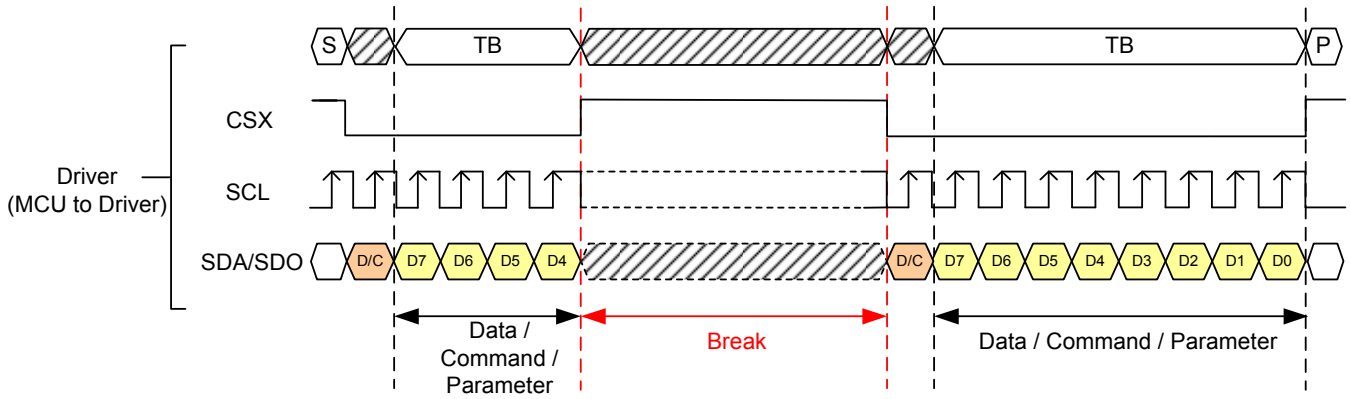 S TB TB P
CSX
Driver
(MCU to Driver)
SCL
SDA/SDO D/C D7 D6 D5 D4 D/C D7 D6 D5 D4 D3 D2 D1 D0
Data /
Command /
Parameter
Break
Data / Command / Parameter